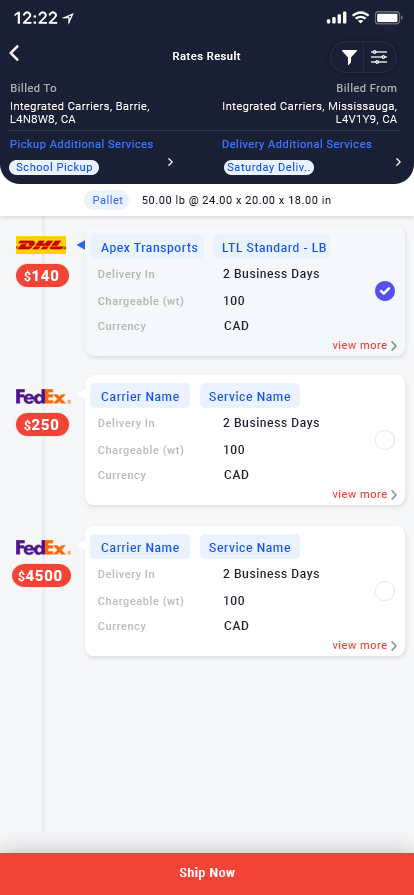 12:22
Rates Result
Billed To
Billed From
Integrated Carriers, Barrie,
L4N8W8, CA
Integrated Carriers, Mississauga,
L4V1Y9, CA
Pickup Additional Services
Delivery Additional Services
School Pickup
Saturday Deliv..
Pallet
50.00 lb @ 24.00 x 20.00 x 18.00 in
DHL
$140
Apex Transports
LTL Standard - LB
Delivery In
2 Business Days
Chargeable (wt)
100
Currency
CAD
view more
FedEx.
$250
Carrier Name
Service Name
Delivery In
2 Business Days
Chargeable (wt)
100
Currency
CAD
view more
FedEx.
$4500
Carrier Name
Service Name
Delivery In
2 Business Days
Chargeable (wt)
100
Currency
CAD
view more
Ship Now